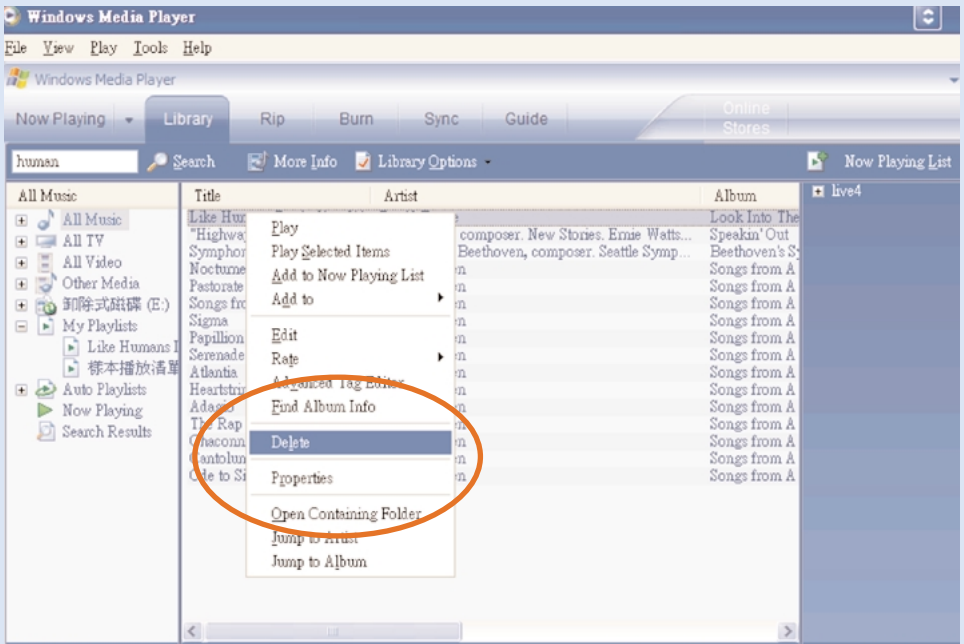 Windows Media Player
File View Play Tools Help
Windows Media Player
Now Playing Library Rip Burn Sync Guide Online Stores
human Search More Info Library Options Now Playing List
All Music Title Artist Album live4
All Music
All TV
All Video
Other Media
卸除式磁碟 (E:)
My Playlists
Like Humans
樣本播放清單
Auto Playlists
Now Playing
Search Results
Like Hum Look Into The
"Highwa composer. New Stories. Ernie Watts... Speakin' Out
Symphor Beethoven, composer. Seattle Symp... Beethoven's Sy
Nocturne Songs from A
Pastorate Songs from A
Songs fro Songs from A
Sigma Songs from A
Papillion Songs from A
Serenade Songs from A
Atlantia Songs from A
Heartstrin Songs from A
Adagio Songs from A
The Rap Songs from A
Chaconn Songs from A
Cantolun Songs from A
Ode to Si Songs from A
Play
Play Selected Items
Add to Now Playing List
Add to
Edit
Rate
Advanced Tag Editor
Find Album Info
Delete
Properties
Open Containing Folder
Jump to Artist
Jump to Album